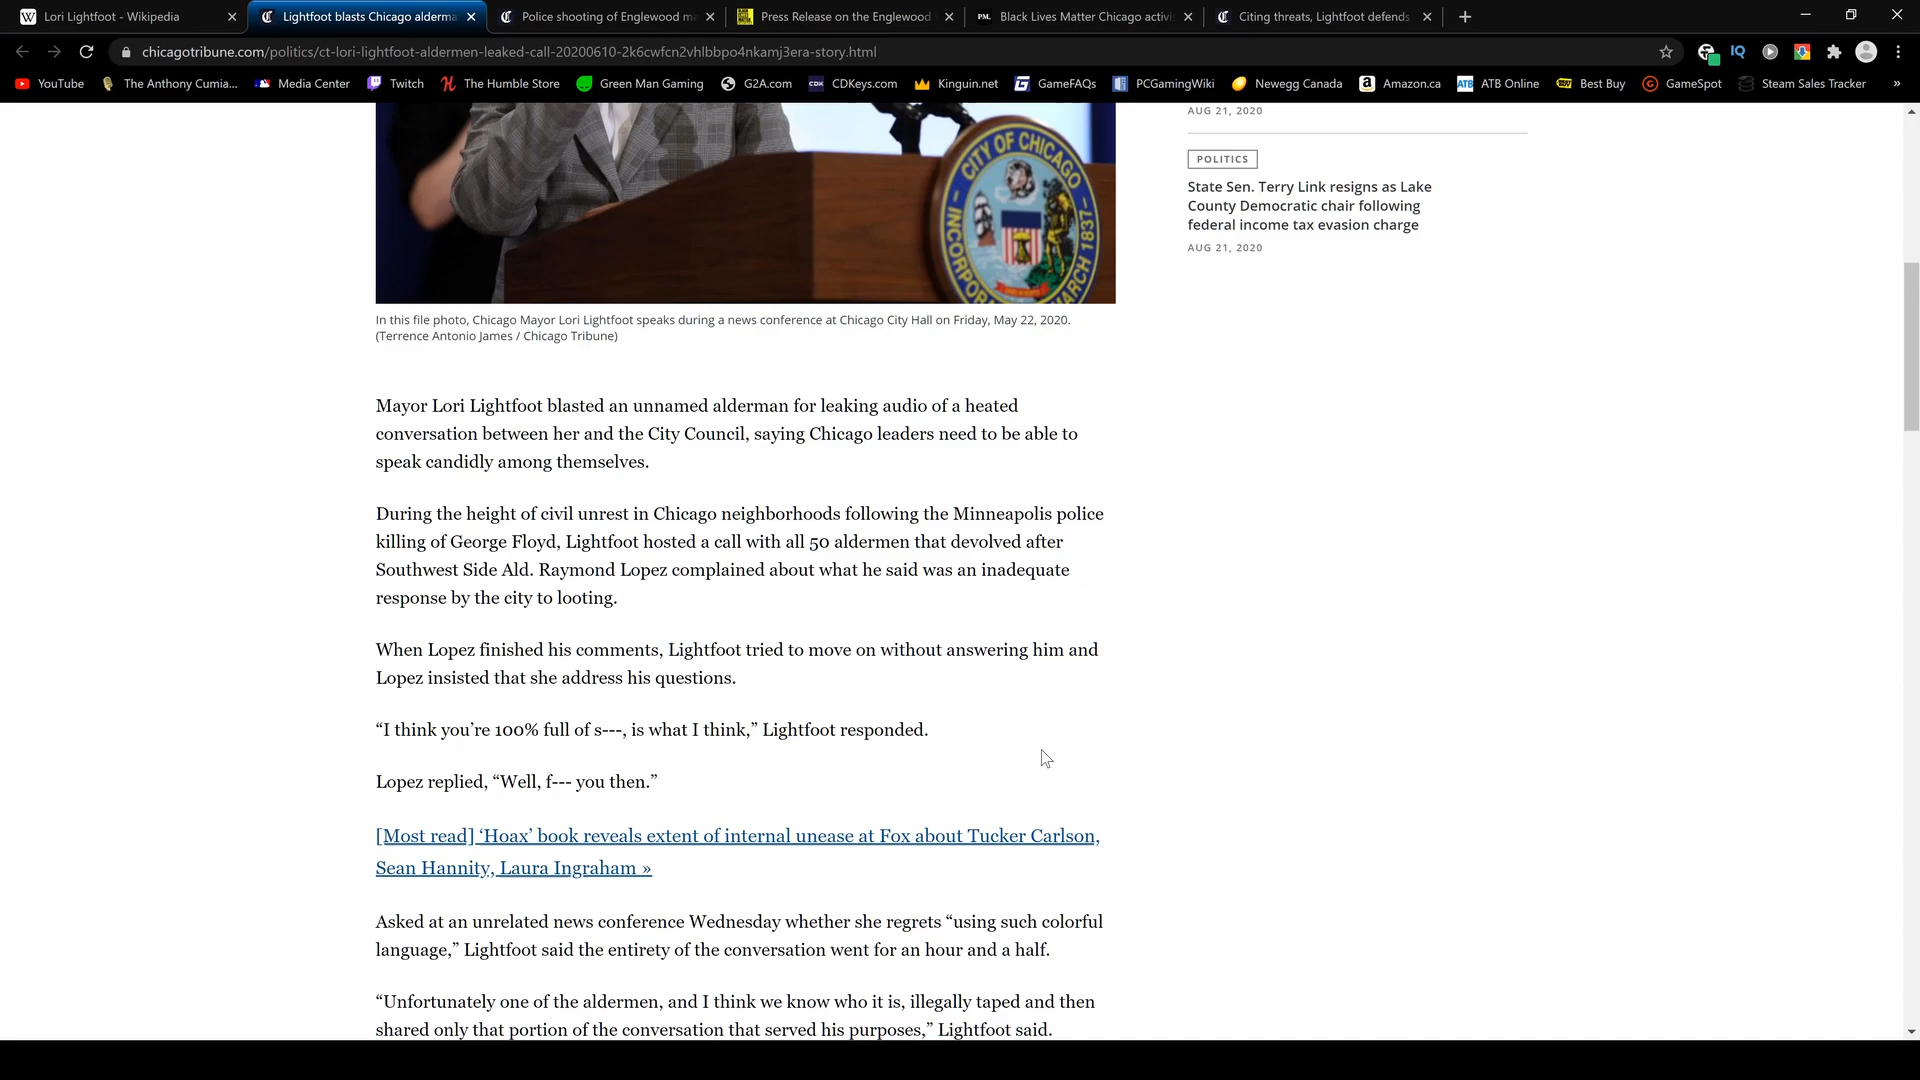 Lori Lightfoot - Wikipedia
Lightfoot blasts Chicago alderma
Police shooting of Englewood m
Press Release on the Englewood
Black Lives Matter Chicago activi
Citing threats, Lightfoot defends
chicagotribune.com/politics/ct-lori-lightfoot-aldermen-leaked-call-20200610-2k6cwfcn2vhlbbpo4nkamj3era-story.html
YouTube
The Anthony Cumia...
Media Center
Twitch
The Humble Store
Green Man Gaming
G2A.com
CDKeys.com
Kinguin.net
GameFAQs
PCGamingWiki
Newegg Canada
Amazon.ca
ATB Online
Best Buy
GameSpot
Steam Sales Tracker
»
CITY OF CHICAGO
INCORPORA
MARCH 1837
In this file photo, Chicago Mayor Lori Lightfoot speaks during a news conference at Chicago City Hall on Friday, May 22, 2020.
(Terrence Antonio James / Chicago Tribune)
Mayor Lori Lightfoot blasted an unnamed alderman for leaking audio of a heated
conversation between her and the City Council, saying Chicago leaders need to be able to
speak candidly among themselves.
During the height of civil unrest in Chicago neighborhoods following the Minneapolis police
killing of George Floyd, Lightfoot hosted a call with all 50 aldermen that devolved after
Southwest Side Ald. Raymond Lopez complained about what he said was an inadequate
response by the city to looting.
When Lopez finished his comments, Lightfoot tried to move on without answering him and
Lopez insisted that she address his questions.
“I think you’re 100% full of s---, is what I think,” Lightfoot responded.
Lopez replied, “Well, f--- you then.”
[Most read] ‘Hoax’ book reveals extent of internal unease at Fox about Tucker Carlson,
Sean Hannity, Laura Ingraham »
Asked at an unrelated news conference Wednesday whether she regrets “using such colorful
language,” Lightfoot said the entirety of the conversation went for an hour and a half.
“Unfortunately one of the aldermen, and I think we know who it is, illegally taped and then
shared only that portion of the conversation that served his purposes,” Lightfoot said.
AUG 21, 2020
POLITICS
State Sen. Terry Link resigns as Lake
County Democratic chair following
federal income tax evasion charge
AUG 21, 2020